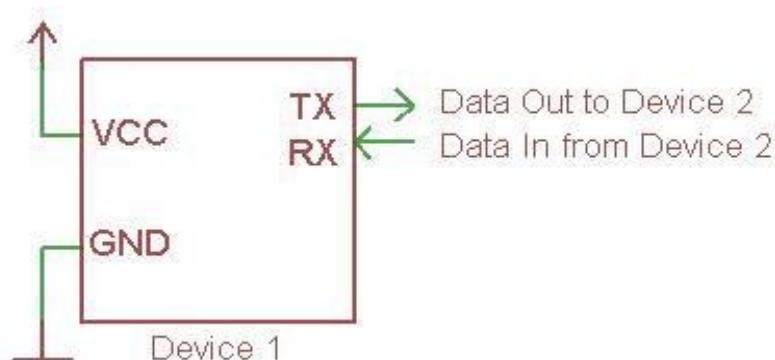 TX Data Out to Device 2
VCC
RX Data In from Device 2
GND
Device 1